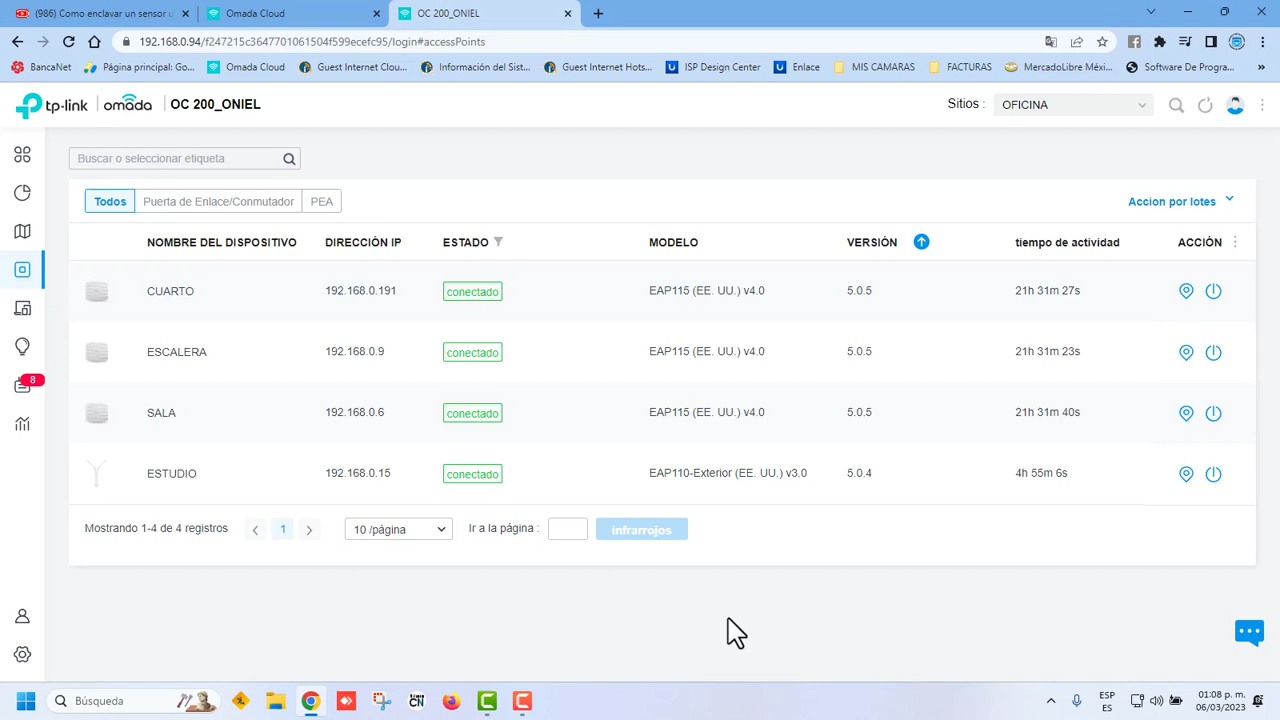 (986) Como enclavar un sensor u
Omada Cloud
OC 200_ONIEL
192.168.0.94/f247215c3647701061504f599ecefc95/login#accessPoints
BancaNet
Página principal: Go...
Omada Cloud
Guest Internet Clou...
Información del Sist...
Guest Internet Hots...
ISP Design Center
Enlace
MIS CAMARAS
FACTURAS
MercadoLibre Méxi...
Software De Progra...
»
tp-link | omada | OC 200_ONIEL
Sitios :
OFICINA
Buscar o seleccionar etiqueta
Todos
Puerta de Enlace/Conmutador
PEA
Accion por lotes
NOMBRE DEL DISPOSITIVO DIRECCIÓN IP ESTADO MODELO VERSIÓN tiempo de actividad ACCIÓN
CUARTO 192.168.0.191 conectado EAP115 (EE. UU.) v4.0 5.0.5 21h 31m 27s
ESCALERA 192.168.0.9 conectado EAP115 (EE. UU.) v4.0 5.0.5 21h 31m 23s
SALA 192.168.0.6 conectado EAP115 (EE. UU.) v4.0 5.0.5 21h 31m 40s
ESTUDIO 192.168.0.15 conectado EAP110-Exterior (EE. UU.) v3.0 5.0.4 4h 55m 6s
8
Mostrando 1-4 de 4 registros
1
10 /página
Ir a la página :
infrarrojos
Búsqueda
CN
ESP
ES
01:08 p. m.
06/03/2023